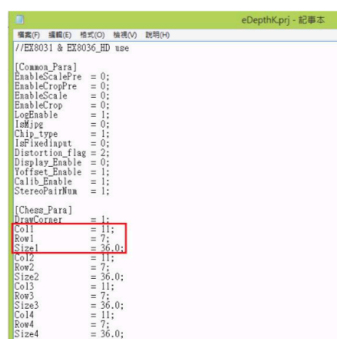 eDepthK.prj - 記事本
檔案(F) 編輯(E) 格式(O) 檢視(V) 說明(H)
//EX8031 & EX8036_HD use
[Common_Para]
EnableScalePre = 0;
EnableCropPre = 0;
EnableScale = 0;
EnableCrop = 0;
LogEnable = 1;
IsMjpg = 0;
Chip_type = 1;
IsFixedinput = 0;
Distortion_flag = 2;
Display_Enable = 0;
Yoffset_Enable = 1;
Calib_Enable = 1;
StereoPairNum = 1;
[Chess_Para]
DrawCorner = 1;
Col1 = 11;
Row1 = 7;
Size1 = 36.0;
Col2 = 11;
Row2 = 7;
Size2 = 36.0;
Col3 = 11;
Row3 = 7;
Size3 = 36.0;
Col4 = 11;
Row4 = 7;
Size4 = 36.0;